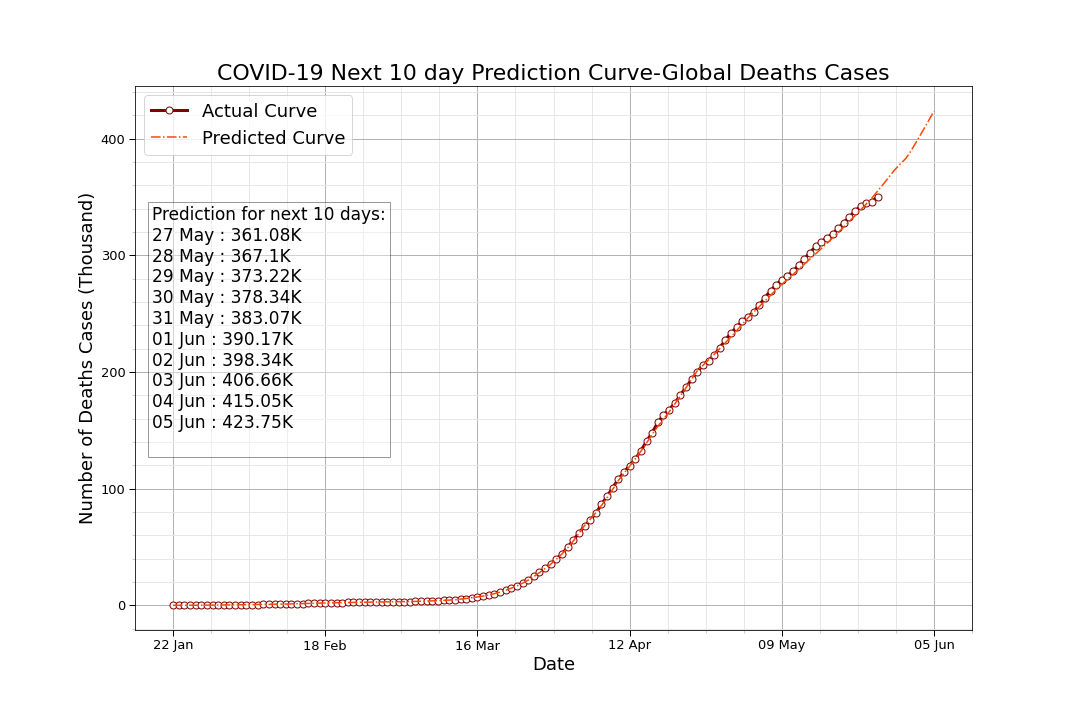 COVID-19 Next 10 day Prediction Curve-Global Deaths Cases
Actual Curve
Predicted Curve
Prediction for next 10 days:
27 May : 361.08K
28 May : 367.1K
29 May : 373.22K
30 May : 378.34K
31 May : 383.07K
01 Jun : 390.17K
02 Jun : 398.34K
03 Jun : 406.66K
04 Jun : 415.05K
05 Jun : 423.75K
Number of Deaths Cases (Thousand)
400
300
200
100
0
22 Jan
18 Feb
16 Mar
12 Apr
09 May
05 Jun
Date